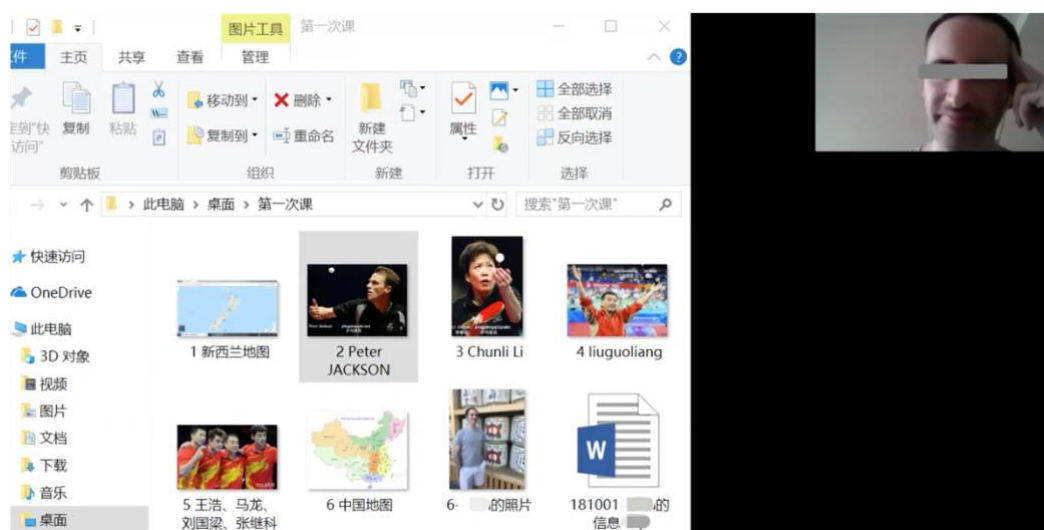 图片工具 第一次课
件 主页 共享 查看 管理
复制 粘贴 移动到 复制到 删除 重命名 新建文件夹 属性 全部选择 全部取消 反向选择
剪贴板 组织 新建 打开 选择
此电脑 > 桌面 > 第一次课 搜索"第一次课"
快速访问
OneDrive
此电脑
3D 对象
视频
图片
文档
下载
音乐
桌面
1 新西兰地图
2 Peter JACKSON
3 Chunli Li
4 liuguoliang
5 王浩、马龙、刘国梁、张继科
6 中国地图
6- 的照片
181001 的信息
W